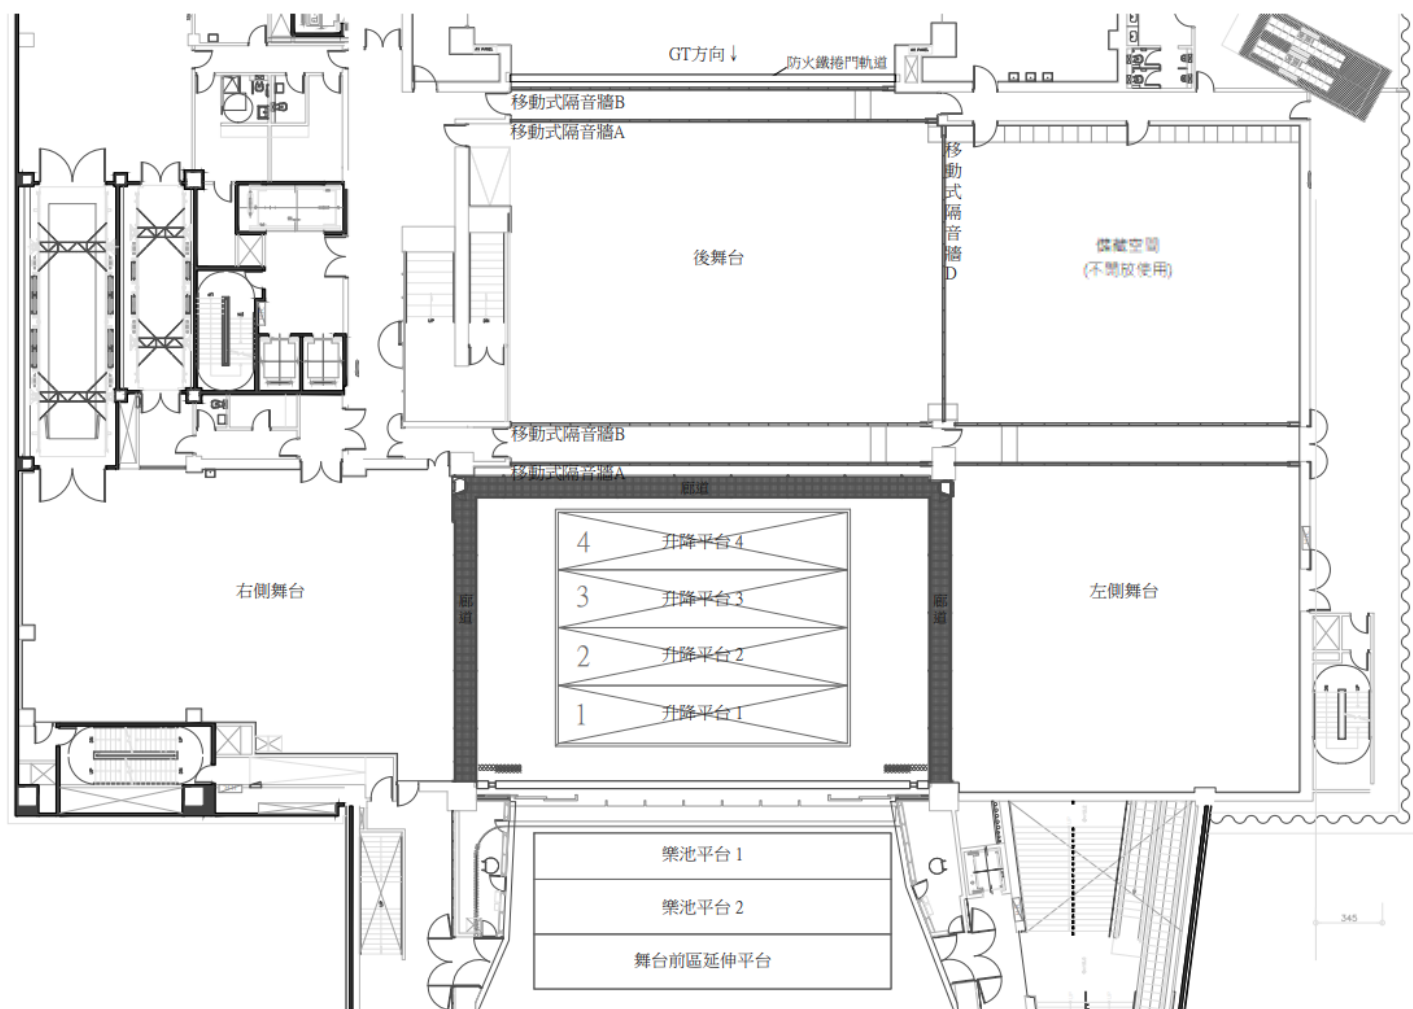 GT方向↓
防火鐵捲門軌道
移動式隔音牆B
移動式隔音牆A
移動式隔音牆D
後舞台
儲藏空間
(不開放使用)
移動式隔音牆B
移動式隔音牆A
廊道
4 升降平台 4
3 升降平台 3
2 升降平台 2
1 升降平台 1
右側舞台
廊道
廊道
左側舞台
樂池平台 1
樂池平台 2
舞台前區延伸平台
345
UP
DN